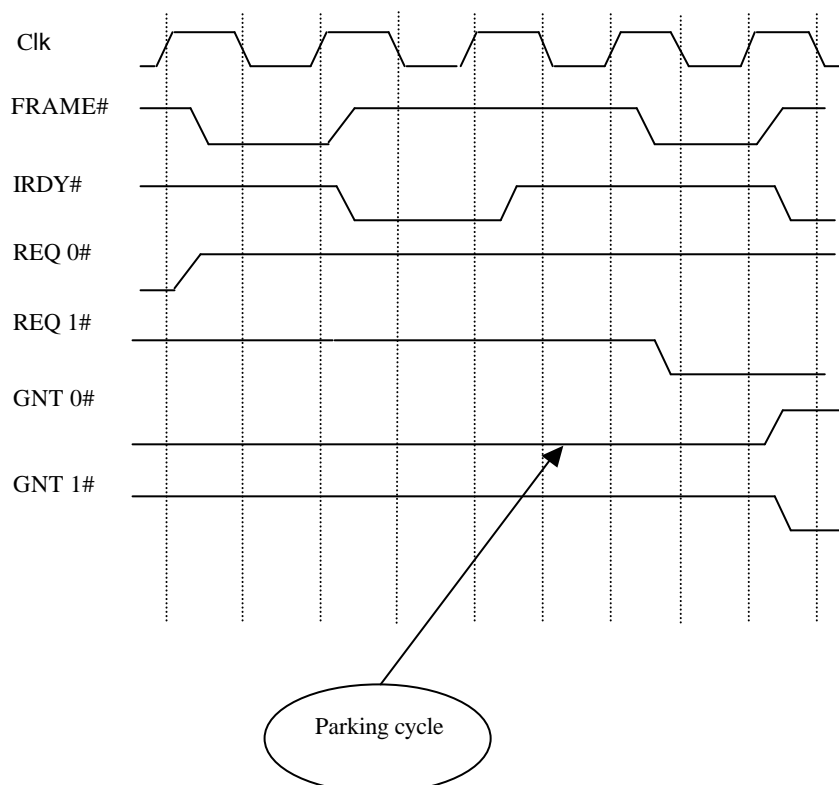 Clk
FRAME#
IRDY#
REQ 0#
REQ 1#
GNT 0#
GNT 1#
Parking cycle